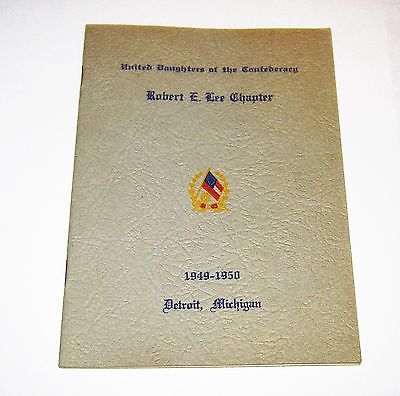 United Daughters of the Confederacy
Robert E. Lee Chapter
1949-1950
Detroit, Michigan